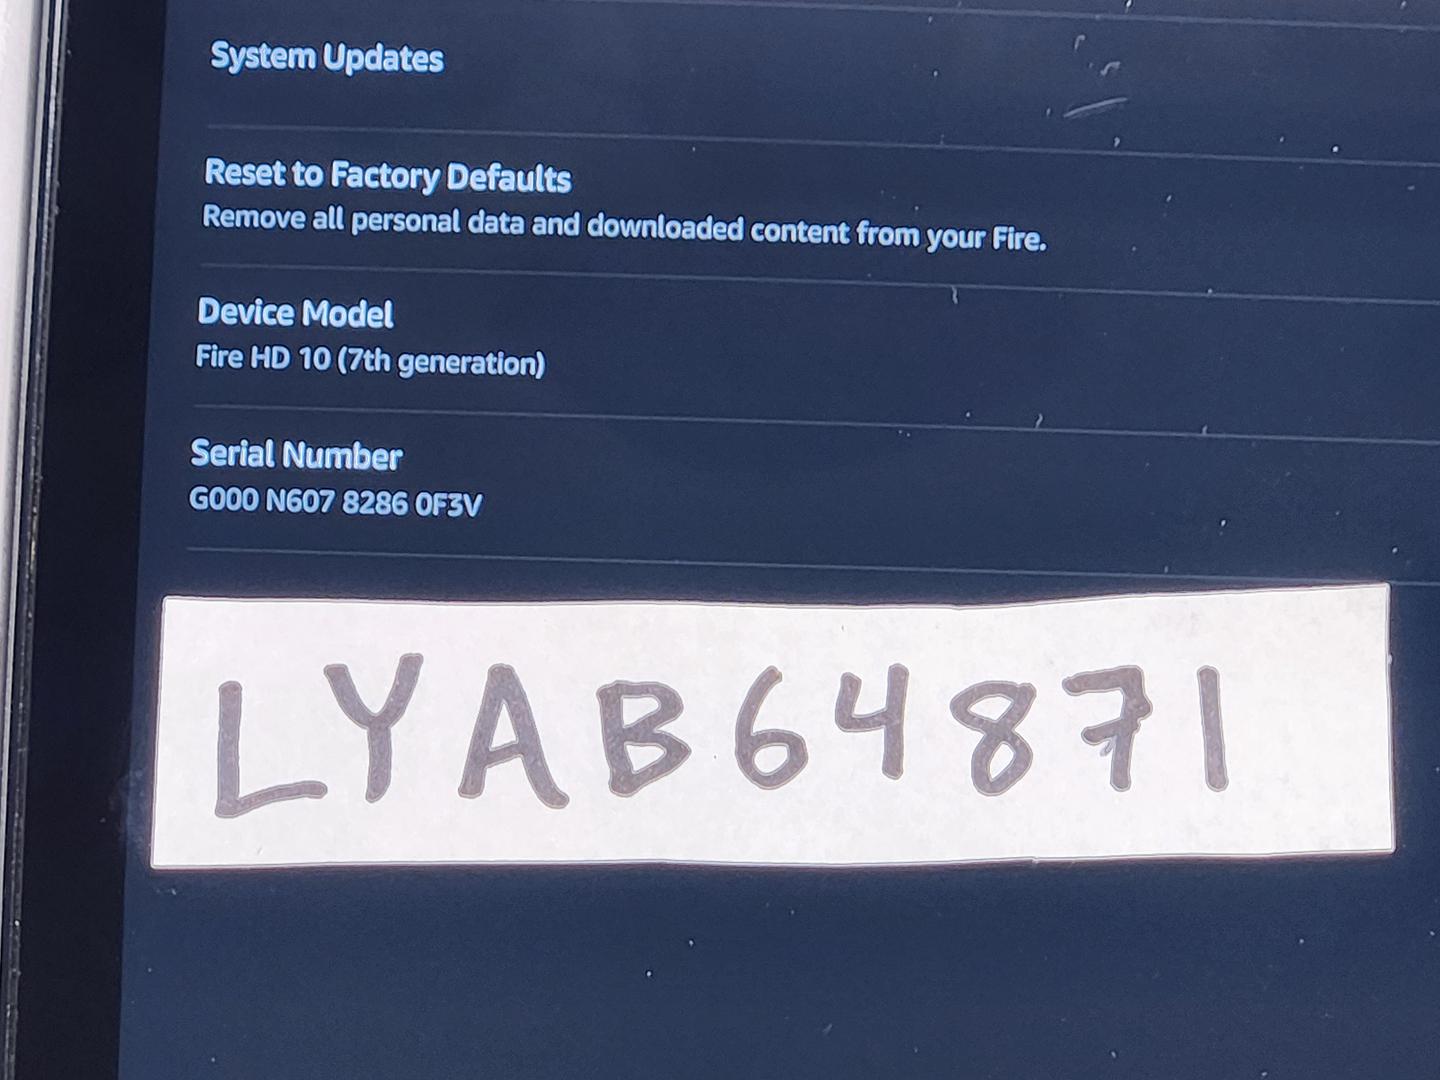 System Updates
Reset to Factory Defaults
Remove all personal data and downloaded content from your Fire.
Device Model
Fire HD 10 (7th generation)
Serial Number
G000 N607 8286 0F3V
LYAB64871